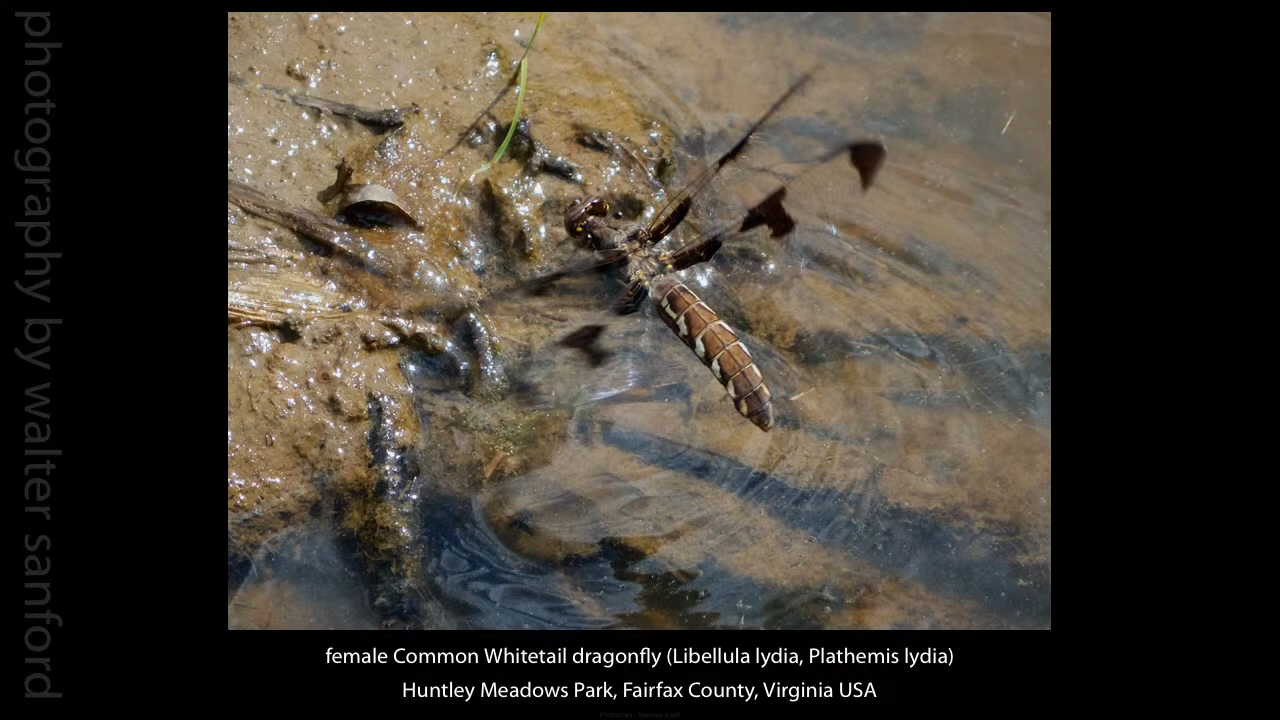 photography by walter sanford
female Common Whitetail dragonfly (Libellula lydia, Plathemis lydia)
Huntley Meadows Park, Fairfax County, Virginia USA